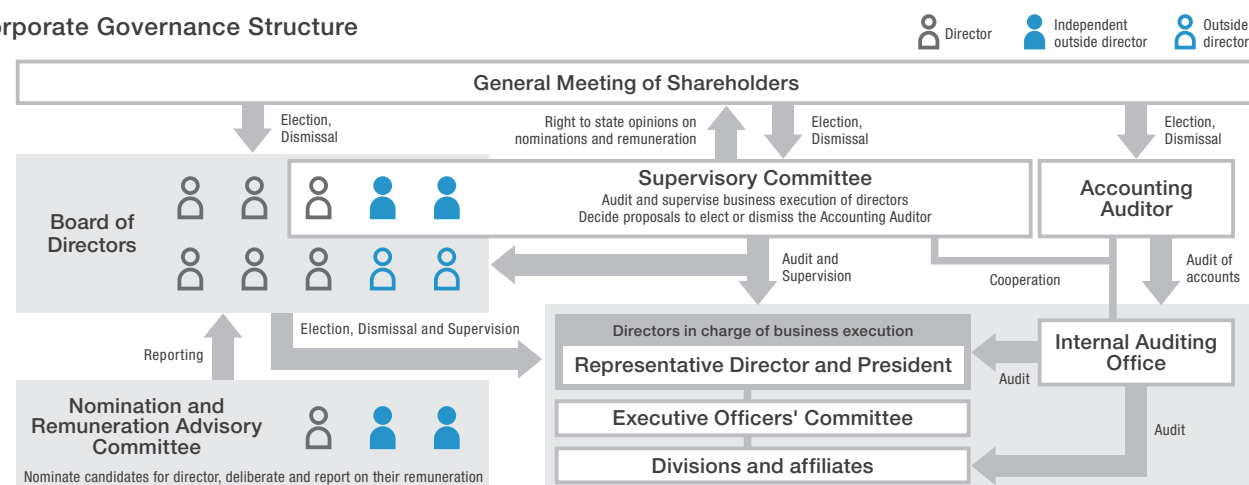 orporate Governance Structure
Director
Independent
outside director
Outside
director
General Meeting of Shareholders
Election,
Dismissal
Right to state opinions on
nominations and remuneration
Election,
Dismissal
Election,
Dismissal
Board of
Directors
Supervisory Committee
Audit and supervise business execution of directors
Decide proposals to elect or dismiss the Accounting Auditor
Accounting
Auditor
Audit and
Supervision
Cooperation
Audit of
accounts
Election, Dismissal and Supervision
Reporting
Directors in charge of business execution
Representative Director and President
Internal Auditing
Office
Audit
Nomination and
Remuneration Advisory
Committee
Nominate candidates for director, deliberate and report on their remuneration
Executive Officers' Committee
Audit
Divisions and affiliates